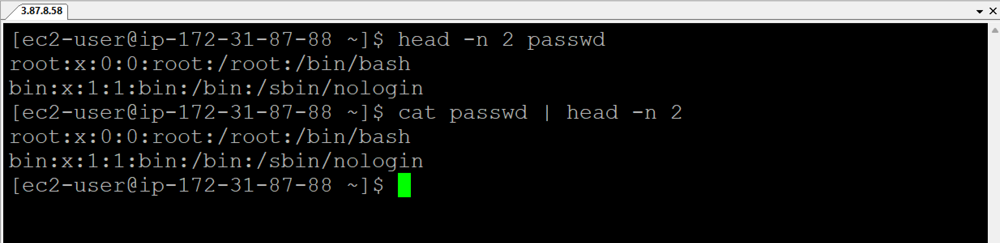 3.87.8.58
[ec2-user@ip-172-31-87-88 ~]$ head -n 2 passwd
root:x:0:0:root:/root:/bin/bash
bin:x:1:1:bin:/bin:/sbin/nologin
[ec2-user@ip-172-31-87-88 ~]$ cat passwd | head -n 2
root:x:0:0:root:/root:/bin/bash
bin:x:1:1:bin:/bin:/sbin/nologin
[ec2-user@ip-172-31-87-88 ~]$